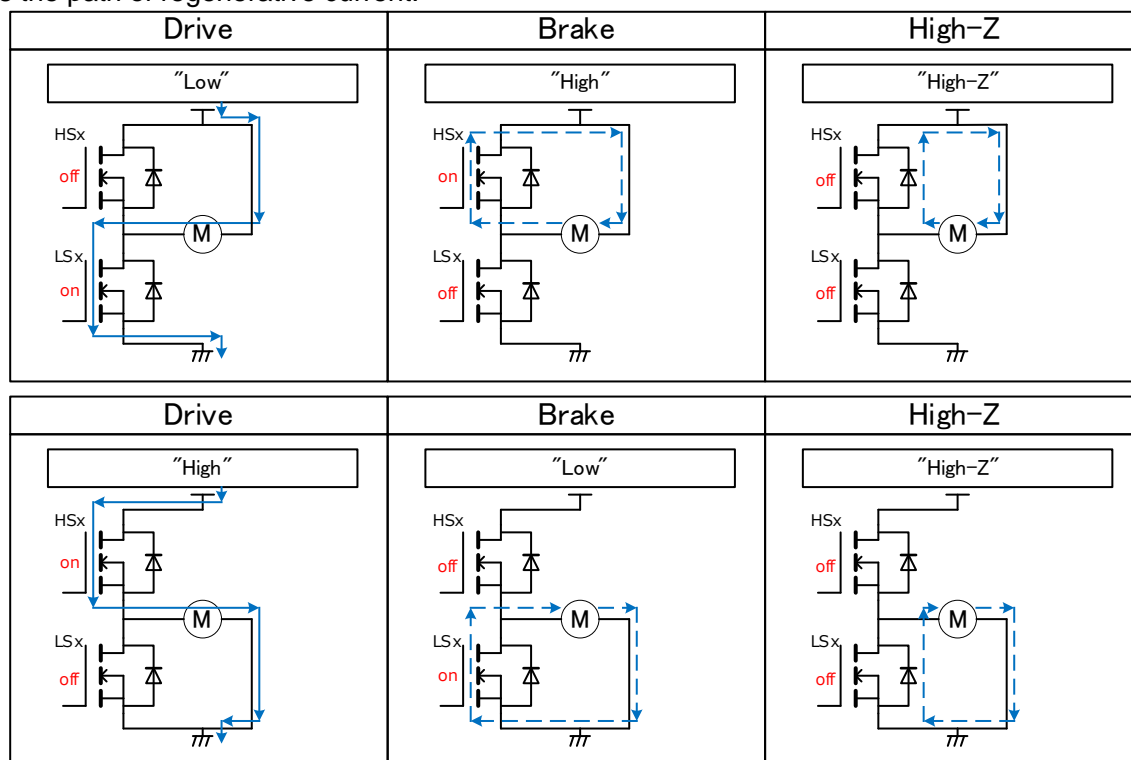 the path of regenerative current.
Drive Brake High-Z
"Low" "High" "High-Z"
HSx HSx HSx
off on off
M M M
LSx LSx LSx
on off off
Drive Brake High-Z
"High" "Low" "High-Z"
HSx HSx HSx
on off off
M M M
LSx LSx LSx
off on off